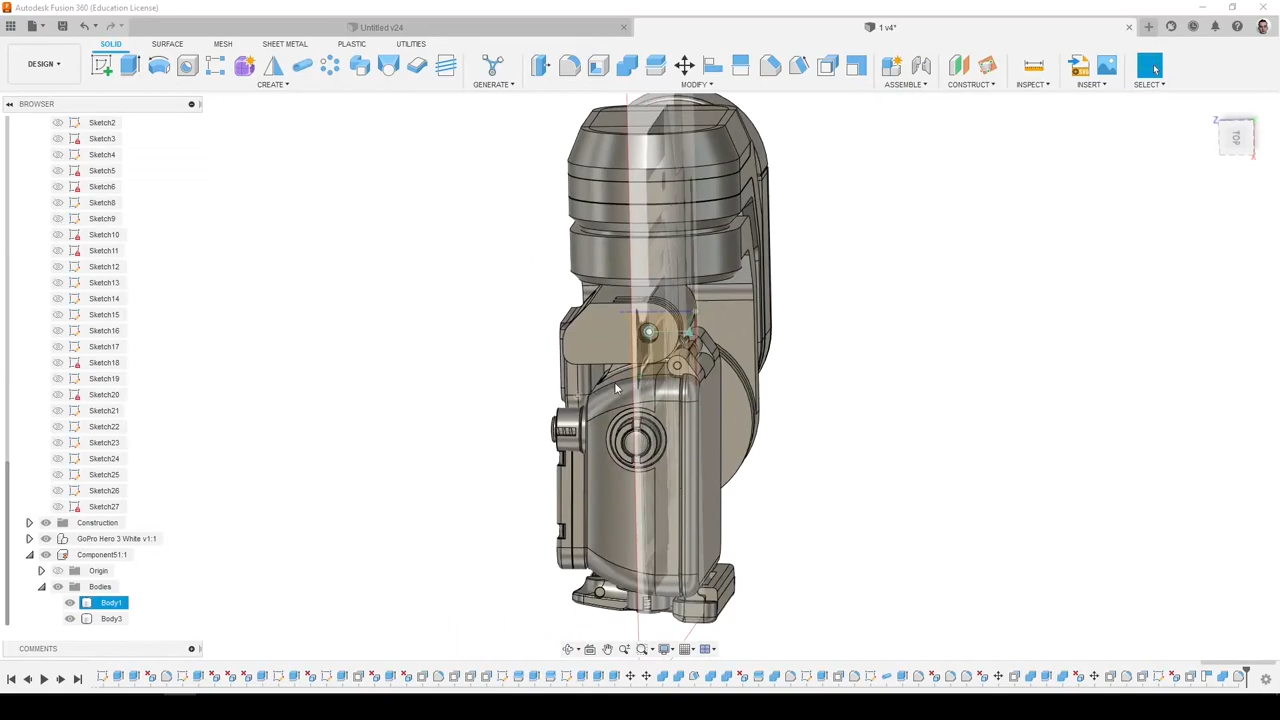 Autodesk Fusion 360 (Education License)
Untitled v24
1 v4*
SOLID SURFACE MESH SHEET METAL PLASTIC UTILITIES
DESIGN
CREATE GENERATE MODIFY ASSEMBLE CONSTRUCT INSPECT INSERT SELECT
BROWSER
Z
TOP
X
Sketch2
Sketch3
Sketch4
Sketch5
Sketch6
Sketch8
Sketch9
Sketch10
Sketch11
Sketch12
Sketch13
Sketch14
Sketch15
Sketch16
Sketch17
Sketch18
Sketch19
Sketch20
Sketch21
Sketch22
Sketch23
Sketch24
Sketch25
Sketch26
Sketch27
Construction
GoPro Hero 3 White v1:1
Component51:1
Origin
Bodies
Body1
Body3
COMMENTS